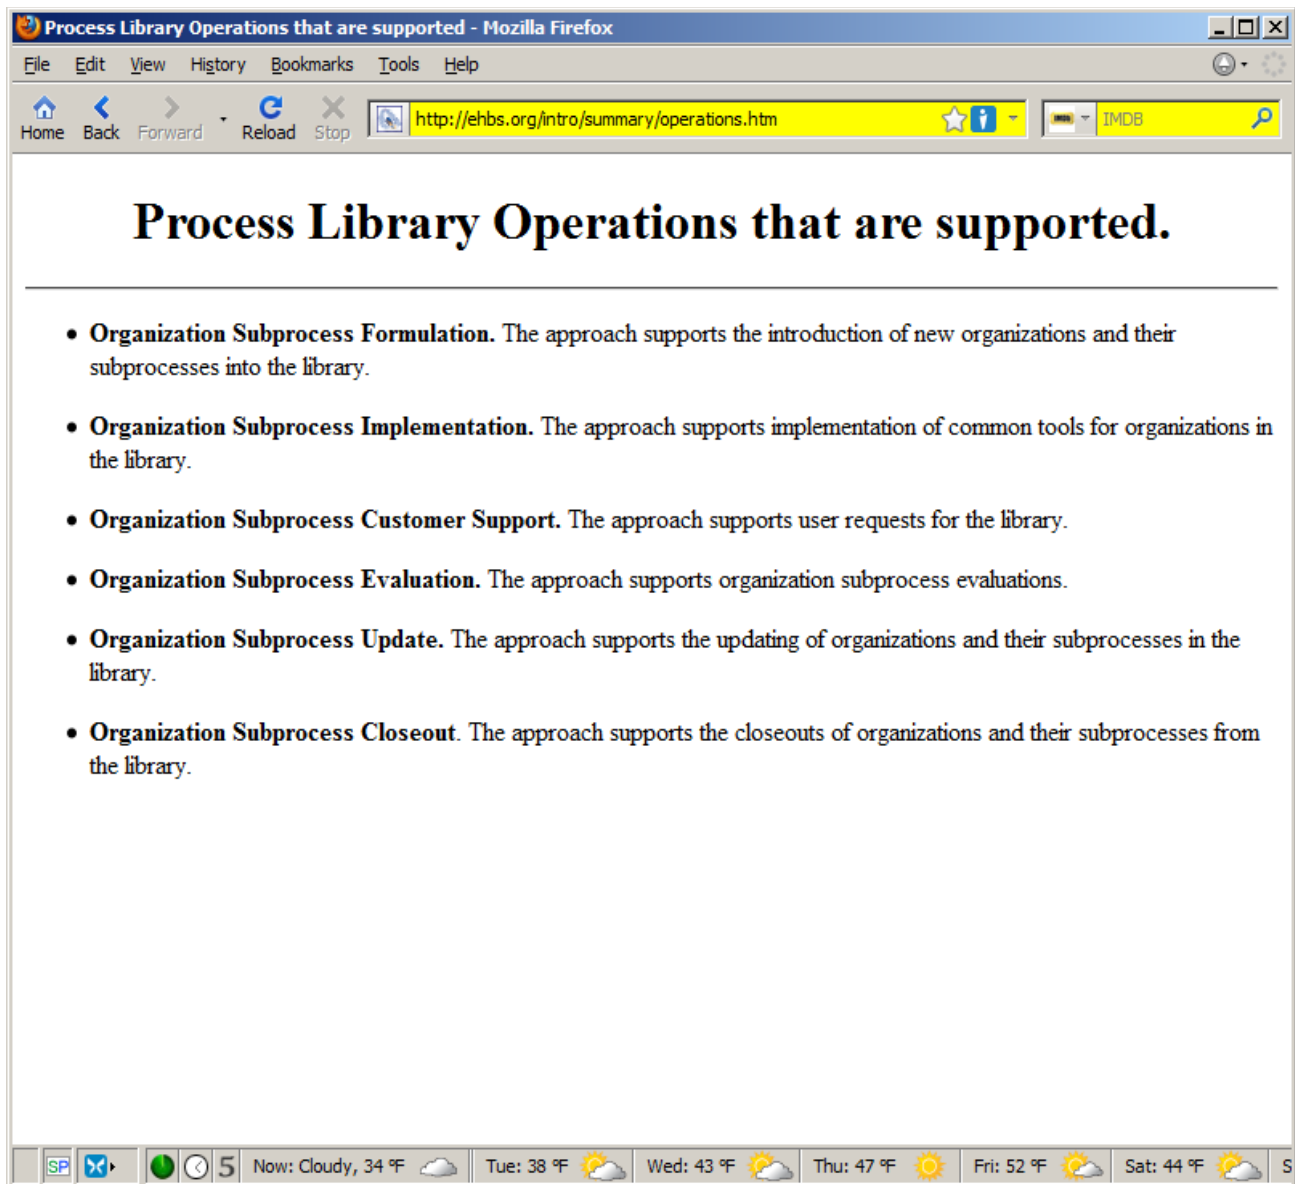 Process Library Operations that are supported - Mozilla Firefox
File Edit View History Bookmarks Tools Help
Home Back Forward Reload Stop http://ehbs.org/intro/summary/operations.htm IMDB
Process Library Operations that are supported.
• Organization Subprocess Formulation. The approach supports the introduction of new organizations and their
subprocesses into the library.
• Organization Subprocess Implementation. The approach supports implementation of common tools for organizations in
the library.
• Organization Subprocess Customer Support. The approach supports user requests for the library.
• Organization Subprocess Evaluation. The approach supports organization subprocess evaluations.
• Organization Subprocess Update. The approach supports the updating of organizations and their subprocesses in the
library.
• Organization Subprocess Closeout. The approach supports the closeouts of organizations and their subprocesses from
the library.
SP 5 Now: Cloudy, 34 °F Tue: 38 °F Wed: 43 °F Thu: 47 °F Fri: 52 °F Sat: 44 °F S